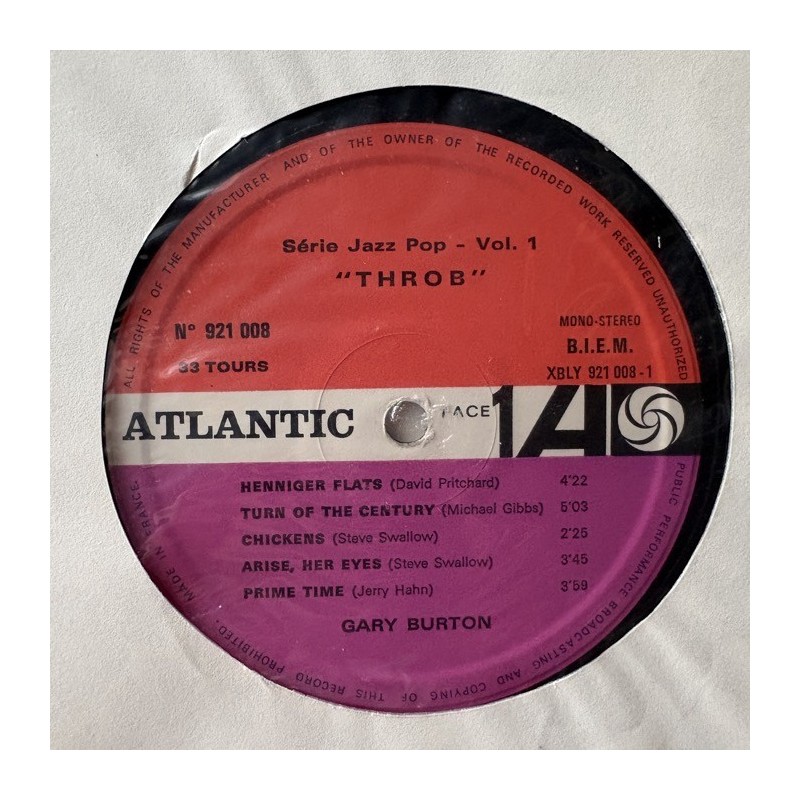 ALL RIGHTS OF THE MANUFACTURER AND OF THE OWNER OF THE RECORDED WORK RESERVED UNAUTHORIZED
Série Jazz Pop - Vol. 1
"THROB"
N° 921 008
MONO-STEREO
33 TOURS
B.I.E.M.
XBLY 921 008-1
ATLANTIC
FACE 1
A
HENNIGER FLATS (David Pritchard) 4'22
TURN OF THE CENTURY (Michael Gibbs) 5'03
CHICKENS (Steve Swallow) 2'25
ARISE, HER EYES (Steve Swallow) 3'45
PRIME TIME (Jerry Hahn) 3'59
GARY BURTON
PUBLIC PERFORMANCE BROADCASTING AND COPYING OF THIS RECORD PROHIBITED. MADE IN FRANCE.